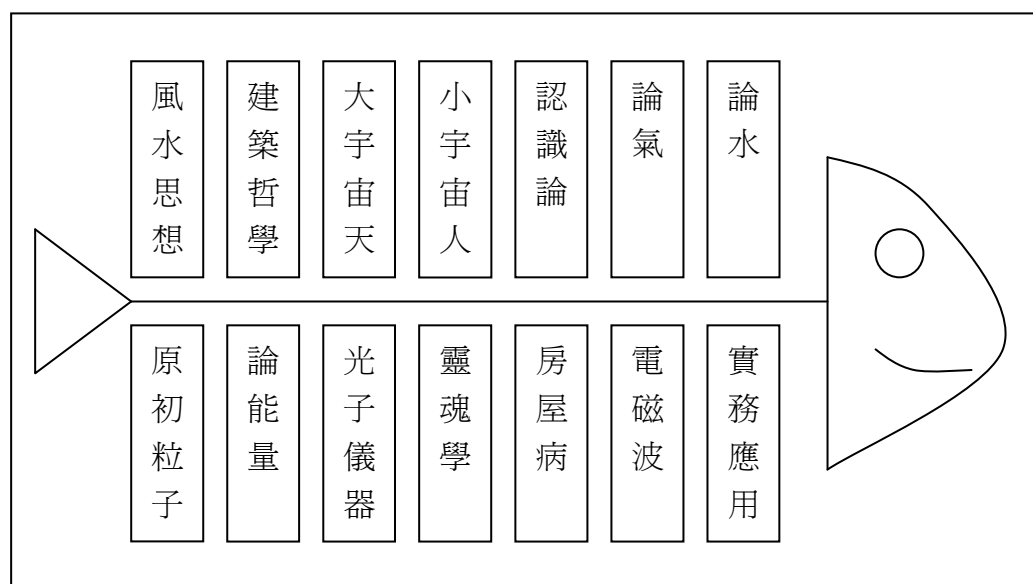 風水思想
建築哲學
大宇宙天
小宇宙人
認識論
論氣
論水
原初粒子
論能量
光子儀器
靈魂學
房屋病
電磁波
實務應用